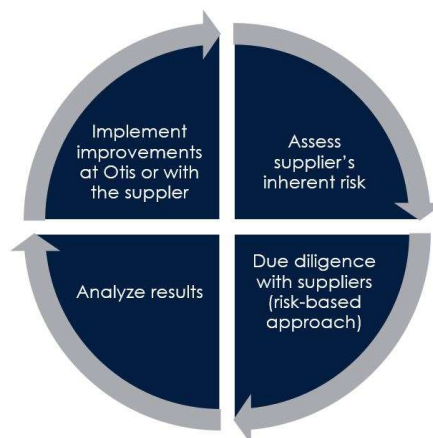 Implement
improvements
at Otis or with
the suppler
Assess
supplier's
inherent risk
Due diligence
with suppliers
(risk-based
approach)
Analyze results